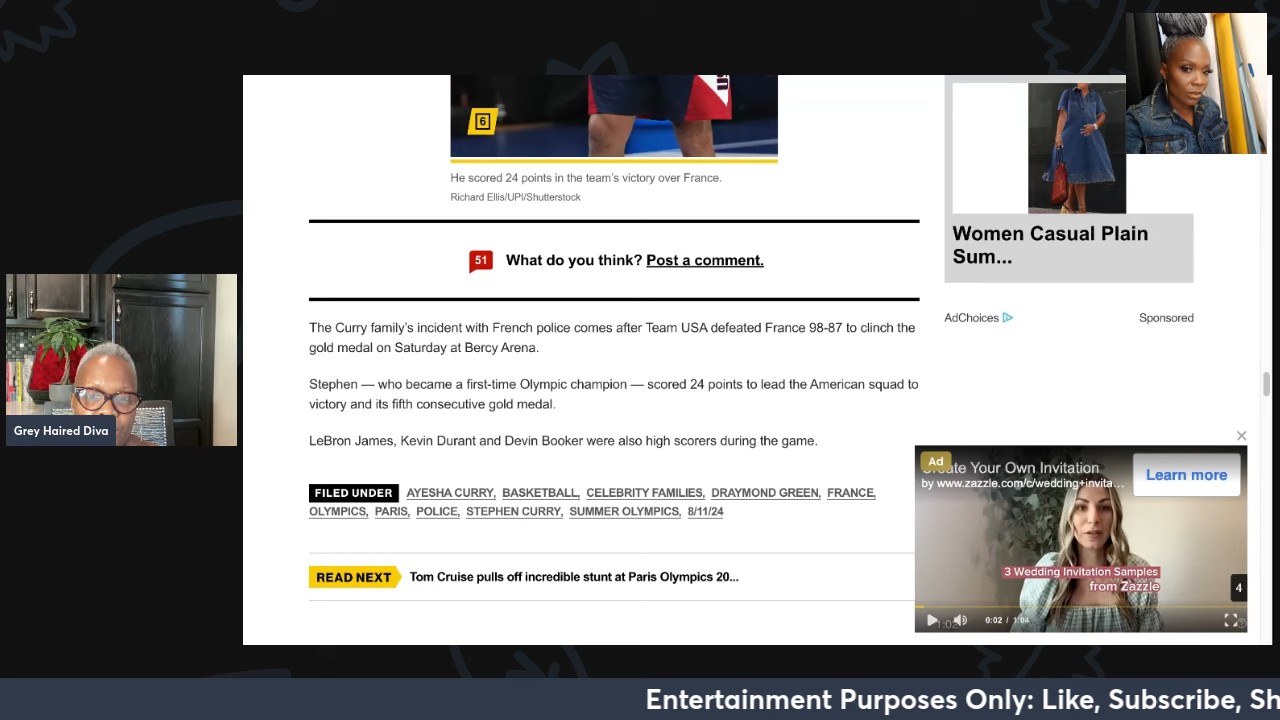 6
He scored 24 points in the team's victory over France.
Richard Ellis/UPI/Shutterstock
51
What do you think? Post a comment.
The Curry family's incident with French police comes after Team USA defeated France 98-87 to clinch the
gold medal on Saturday at Bercy Arena.
Stephen — who became a first-time Olympic champion — scored 24 points to lead the American squad to
victory and its fifth consecutive gold medal.
LeBron James, Kevin Durant and Devin Booker were also high scorers during the game.
FILED UNDER AYESHA CURRY, BASKETBALL, CELEBRITY FAMILIES, DRAYMOND GREEN, FRANCE,
OLYMPICS, PARIS, POLICE, STEPHEN CURRY, SUMMER OLYMPICS, 8/11/24
READ NEXT Tom Cruise pulls off incredible stunt at Paris Olympics 20...
Women Casual Plain
Sum...
AdChoices
Sponsored
Ad
Create Your Own Invitation
by www.zazzle.com/c/wedding+invita...
Learn more
3 Wedding Invitation Samples
from Zazzle
4
0:02 / 1:04
1:02
Grey Haired Diva
Entertainment Purposes Only: Like, Subscribe, Sh